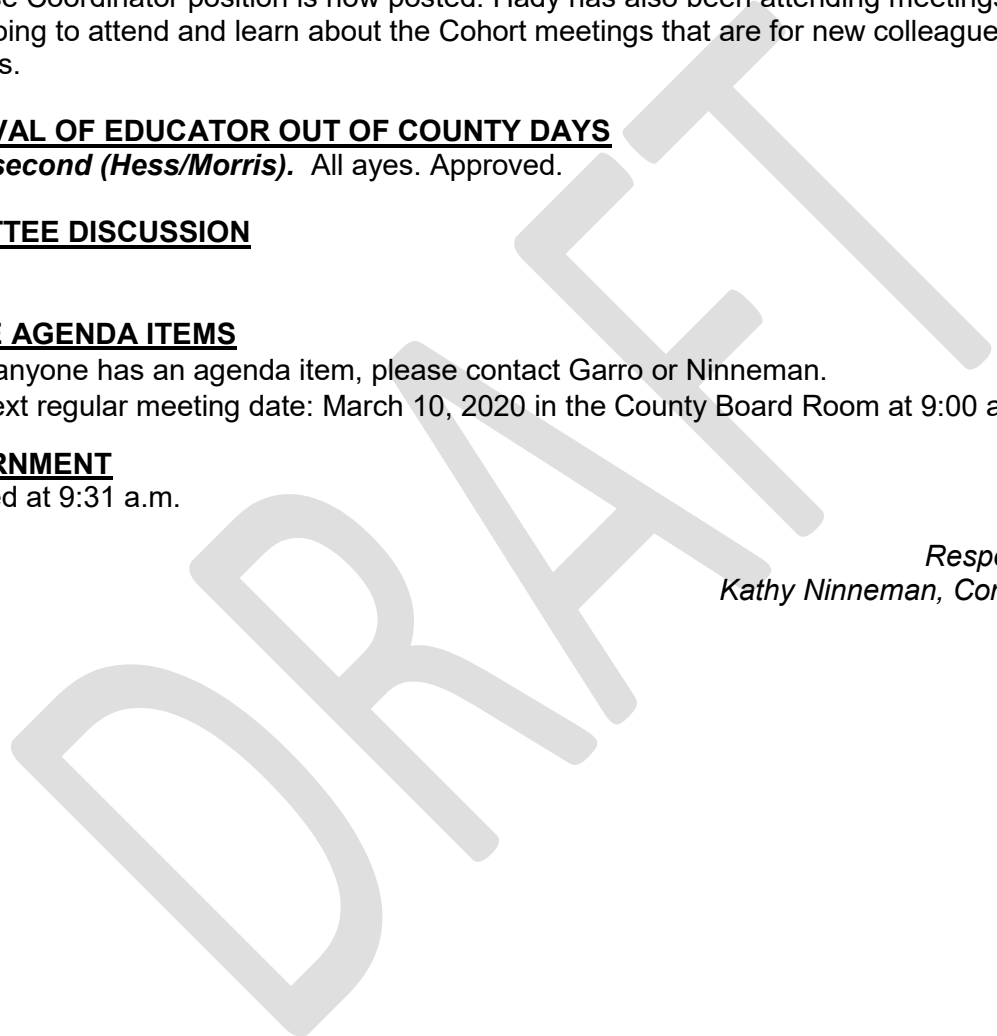 se Coordinator position is now posted. Hady has also been attending meetings
oing to attend and learn about the Cohort meetings that are for new colleague
s.
VAL OF EDUCATOR OUT OF COUNTY DAYS
second (Hess/Morris). All ayes. Approved.
TTEE DISCUSSION
E AGENDA ITEMS
anyone has an agenda item, please contact Garro or Ninneman.
ext regular meeting date: March 10, 2020 in the County Board Room at 9:00 a
RNMENT
ed at 9:31 a.m.
Respe
Kathy Ninneman, Con
DRAFT